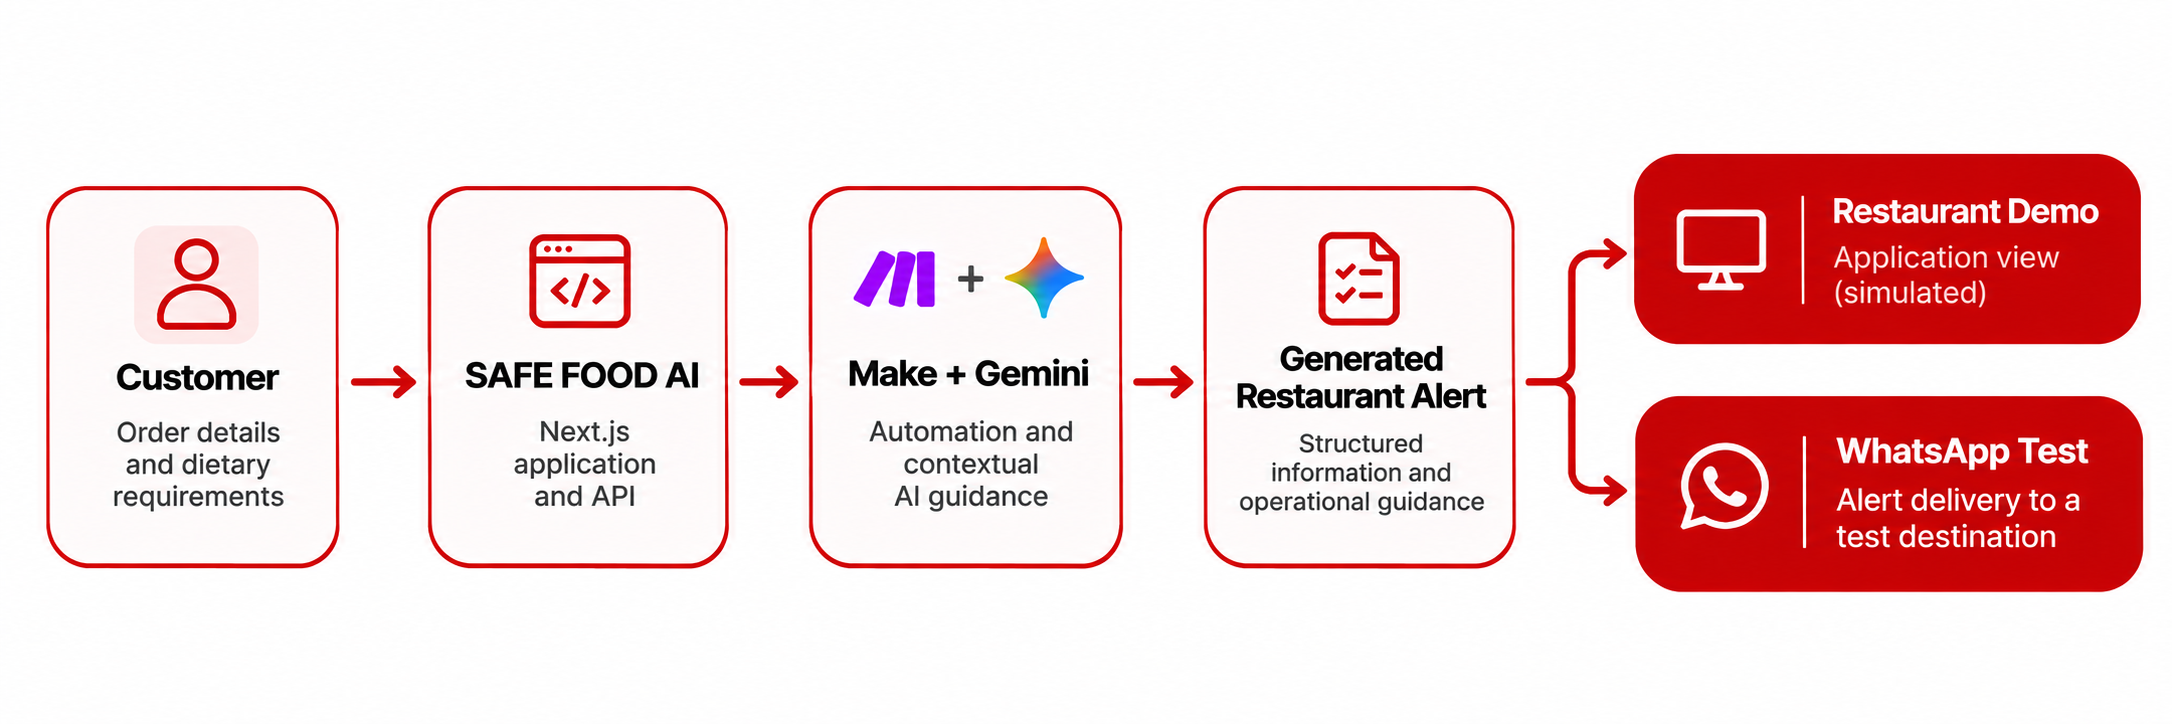 Customer
Order details
and dietary
requirements
SAFE FOOD AI
Next.js
application
and API
+
Make + Gemini
Automation and
contextual
AI guidance
Generated
Restaurant Alert
Structured
information and
operational guidance
Restaurant Demo
Application view
(simulated)
WhatsApp Test
Alert delivery to a
test destination